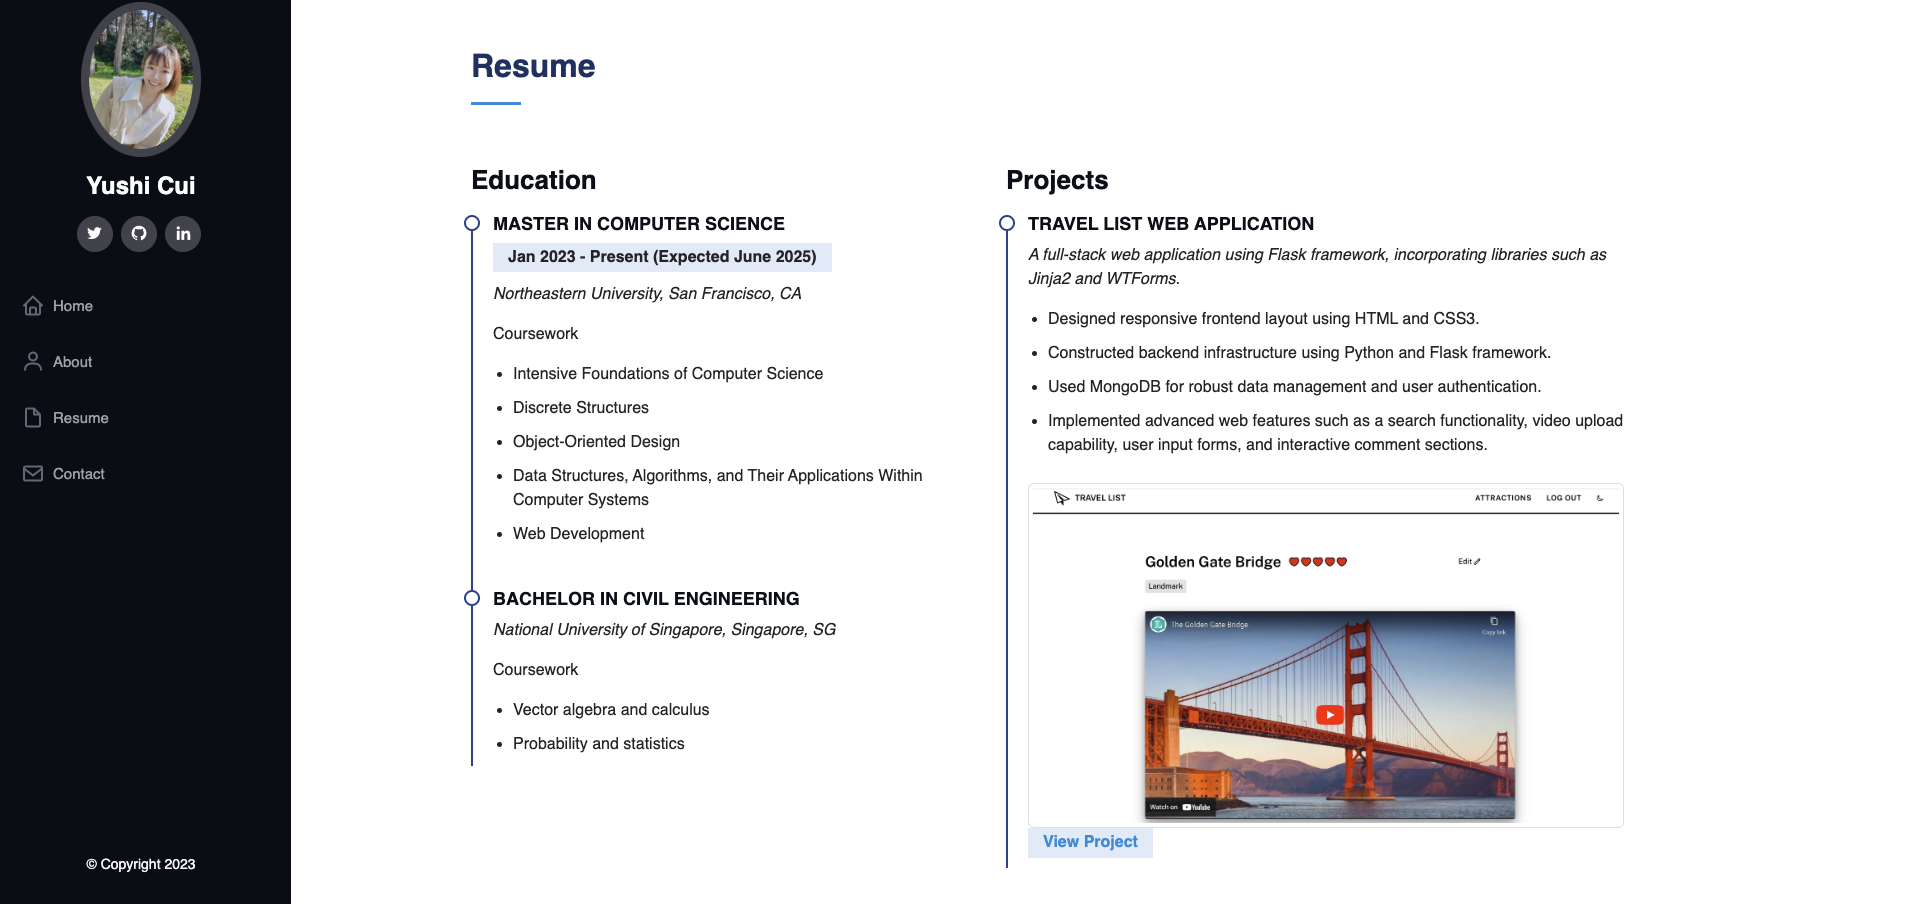 Yushi Cui
in
Home
About
Resume
Contact
© Copyright 2023
Resume
Education
MASTER IN COMPUTER SCIENCE
Jan 2023 - Present (Expected June 2025)
Northeastern University, San Francisco, CA
Coursework
Intensive Foundations of Computer Science
Discrete Structures
Object-Oriented Design
Data Structures, Algorithms, and Their Applications Within
Computer Systems
Web Development
BACHELOR IN CIVIL ENGINEERING
National University of Singapore, Singapore, SG
Coursework
Vector algebra and calculus
Probability and statistics
Projects
TRAVEL LIST WEB APPLICATION
A full-stack web application using Flask framework, incorporating libraries such as
Jinja2 and WTForms.
Designed responsive frontend layout using HTML and CSS3.
Constructed backend infrastructure using Python and Flask framework.
Used MongoDB for robust data management and user authentication.
Implemented advanced web features such as a search functionality, video upload
capability, user input forms, and interactive comment sections.
TRAVEL LIST ATTRACTIONS LOG OUT
Golden Gate Bridge Edit
Landmark
The Golden Gate Bridge
Copy link
Watch on YouTube
View Project